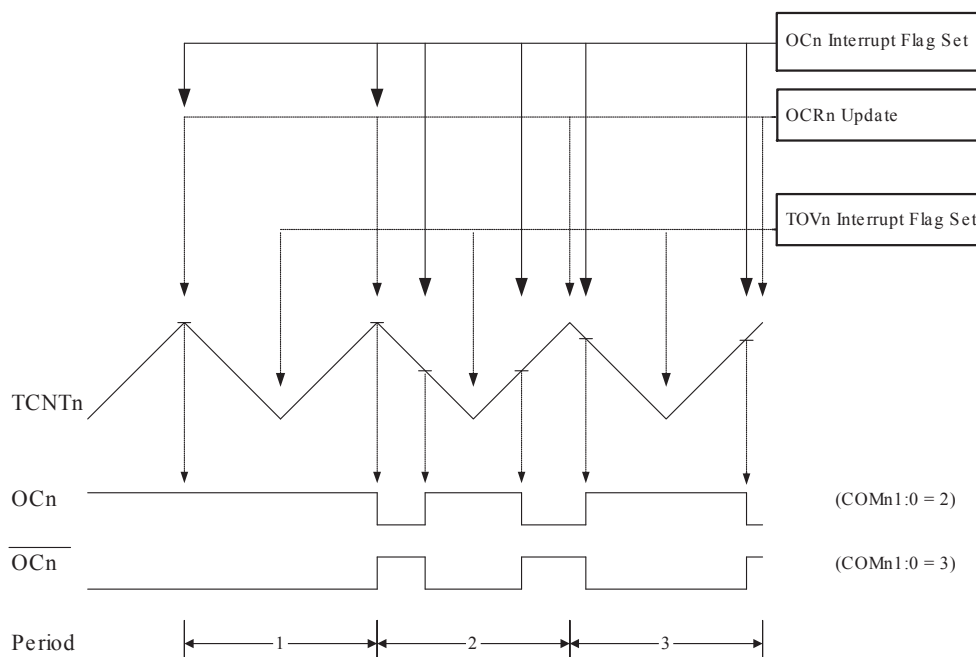 OCn Interrupt Flag Set
OCRn Update
TOVn Interrupt Flag Set
TCNTn
OCn
(COMn1:0 = 2)
OCn
(COMn1:0 = 3)
Period
1
2
3